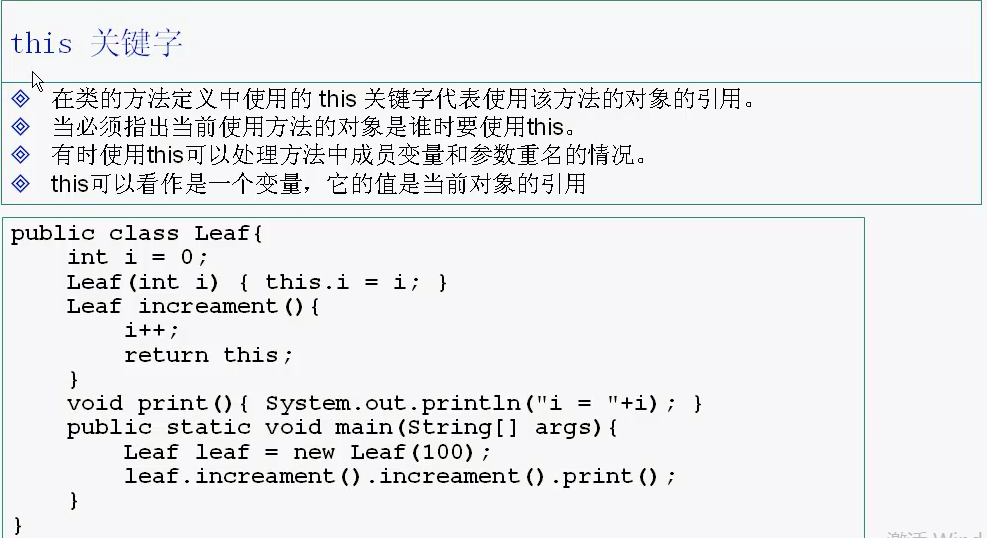 this 关键字
在类的方法定义中使用的 this 关键字代表使用该方法的对象的引用。
当必须指出当前使用方法的对象是谁时要使用this。
有时使用this可以处理方法中成员变量和参数重名的情况。
this可以看作是一个变量，它的值是当前对象的引用
public class Leaf{
    int i = 0;
    Leaf(int i) { this.i = i; }
    Leaf increament(){
        i++;
        return this;
    }
    void print(){ System.out.println("i = "+i); }
    public static void main(String[] args){
        Leaf leaf = new Leaf(100);
        leaf.increament().increament().print();
    }
}